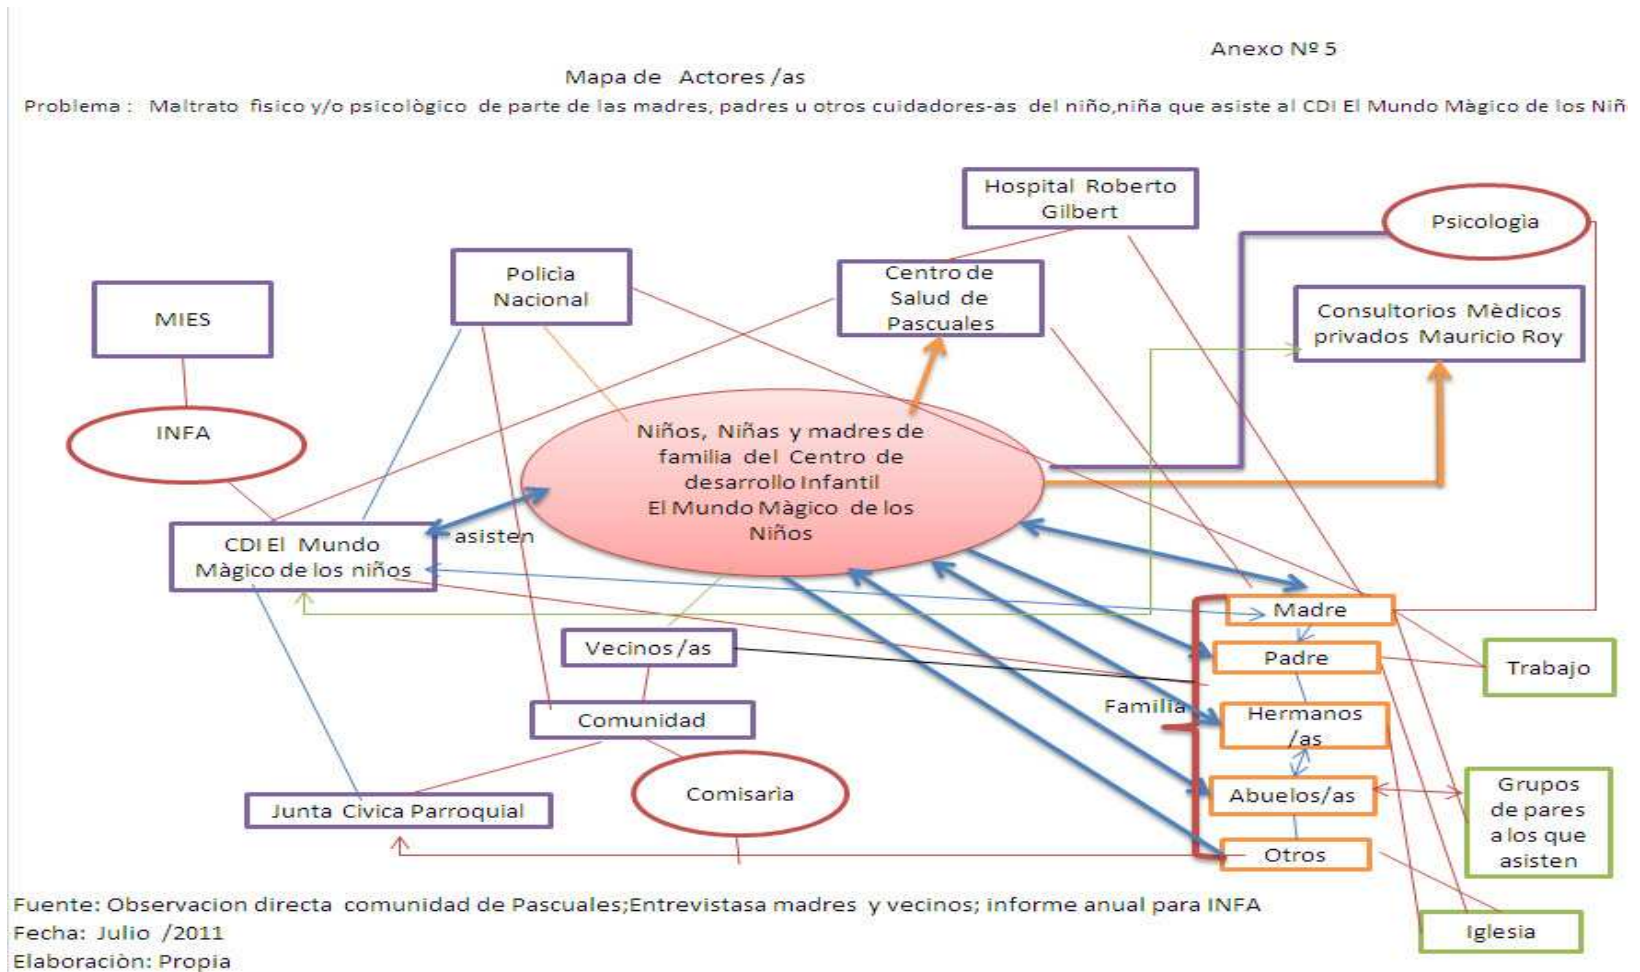 Anexo Nº 5
Mapa de Actores /as
Problema : Maltrato fisico y/o psicològico de parte de las madres, padres u otros cuidadores-as del niño,niña que asiste al CDI El Mundo Màgico de los Niñ
Hospital Roberto
Gilbert
Psicologìa
Policìa
Nacional
Centro de
Salud de
Pascuales
MIES
Consultorios Mèdicos
privados Mauricio Roy
INFA
Niños, Niñas y madres de
familia del Centro de
desarrollo Infantil
El Mundo Màgico de los
Niños
asisten
CDI El Mundo
Màgico de los niños
Madre
Vecinos /as
Padre
Trabajo
Familia
Comunidad
Hermanos
/as
Comisarìa
Junta Civica Parroquial
Abuelos/as
Grupos
de pares
a los que
asisten
Otros
Iglesia
Fuente: Observacion directa comunidad de Pascuales;Entrevistasa madres y vecinos; informe anual para INFA
Fecha: Julio /2011
Elaboraciòn: Propia